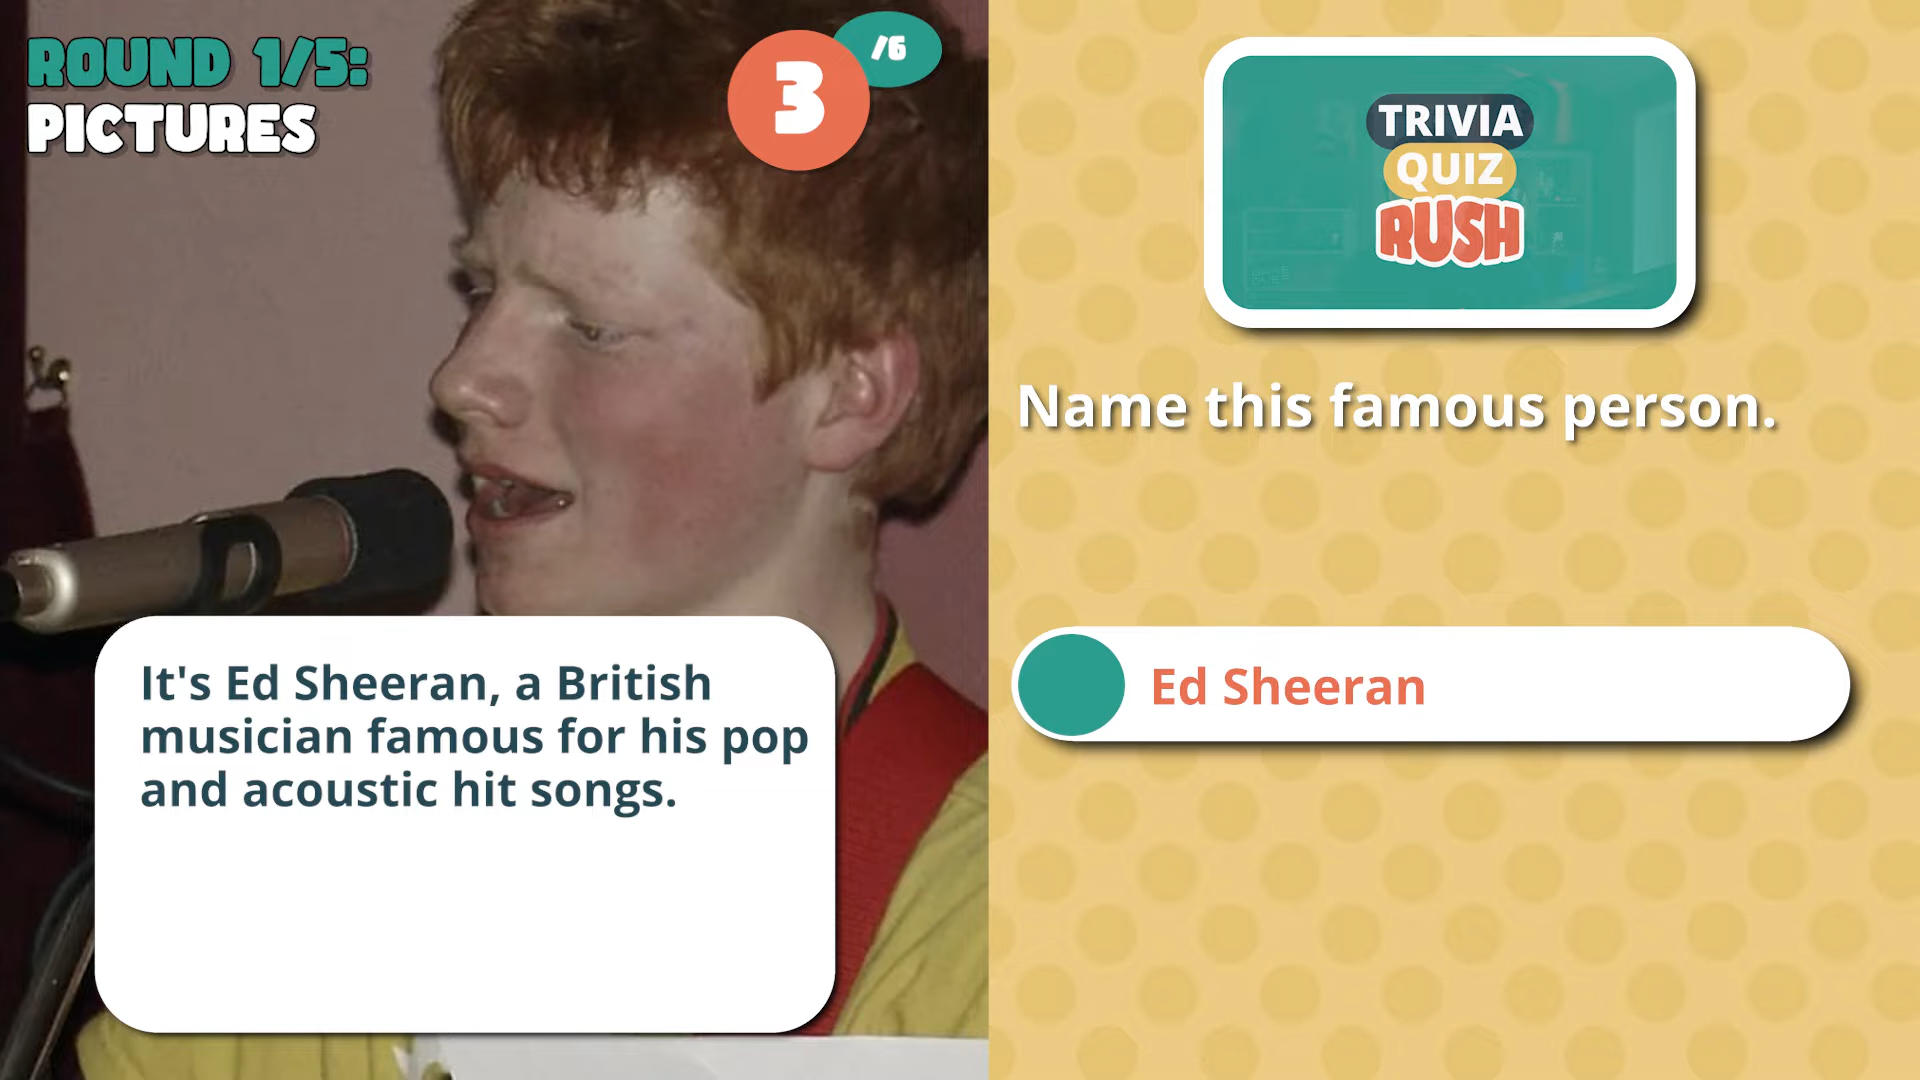 ROUND 1/5:
PICTURES
3
/6
It's Ed Sheeran, a British
musician famous for his pop
and acoustic hit songs.
TRIVIA
QUIZ
RUSH
Name this famous person.
Ed Sheeran